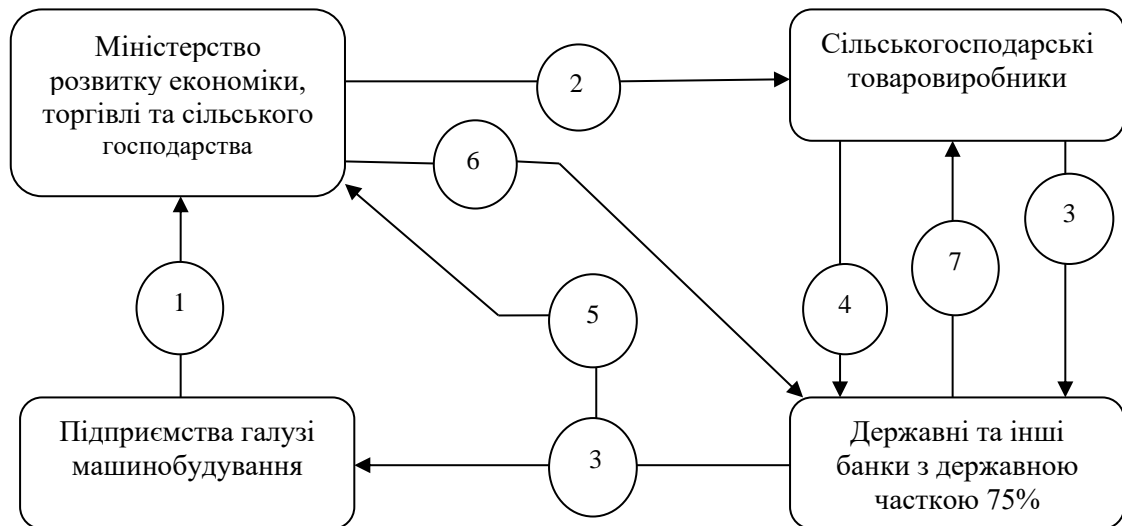 Міністерство
розвитку економіки,
торгівлі та сільського
господарства
2
Сільськогосподарські
товаровиробники
6
3
7
1
5
4
Підприємства галузі
машинобудування
3
Державні та інші
банки з державною
часткою 75%